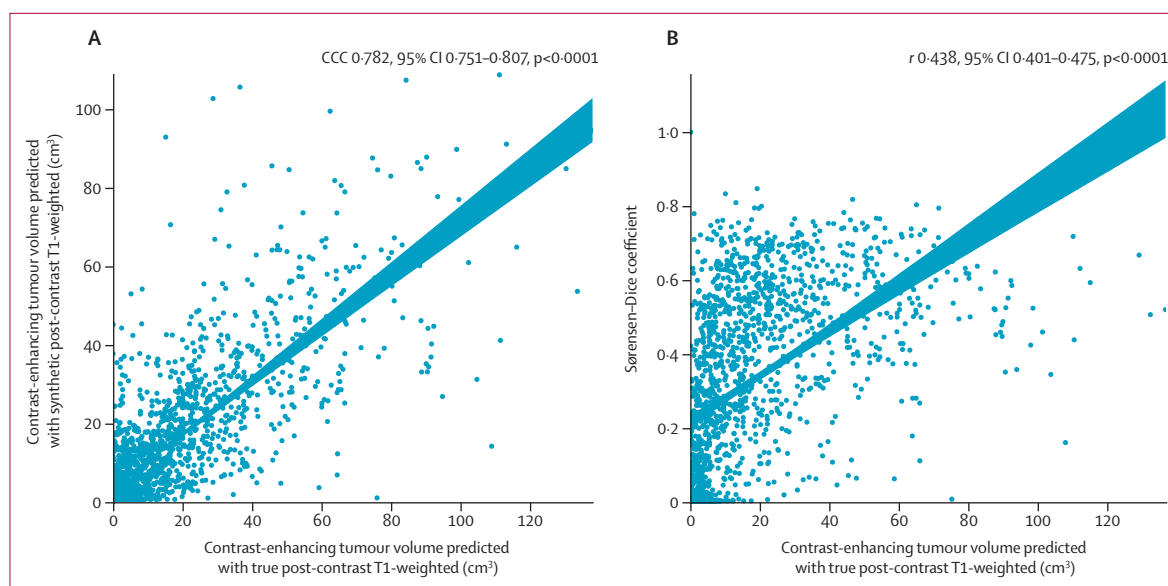 A
CCC 0·782, 95% CI 0·751–0·807, p<0·0001
Contrast-enhancing tumour volume predicted
with synthetic post-contrast T1-weighted (cm³)
100
80
60
40
20
0
0 20 40 60 80 100 120
Contrast-enhancing tumour volume predicted
with true post-contrast T1-weighted (cm³)
B
r 0·438, 95% CI 0·401–0·475, p<0·0001
Sørensen–Dice coefficient
1·0
0·8
0·6
0·4
0·2
0
0 20 40 60 80 100 120
Contrast-enhancing tumour volume predicted
with true post-contrast T1-weighted (cm³)